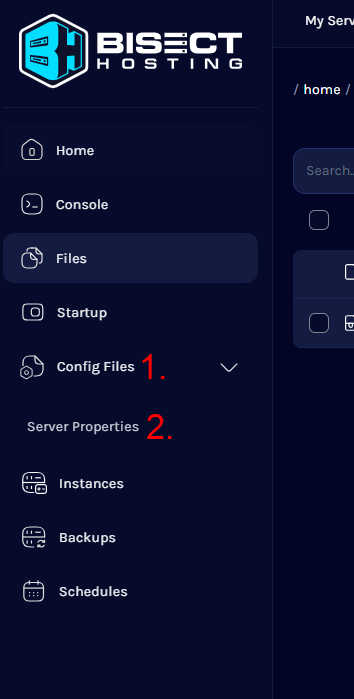 BISECT
HOSTING
My Serv
/ home /
Search..
Home
Console
Files
Startup
Config Files 1.
Server Properties 2.
Instances
Backups
Schedules